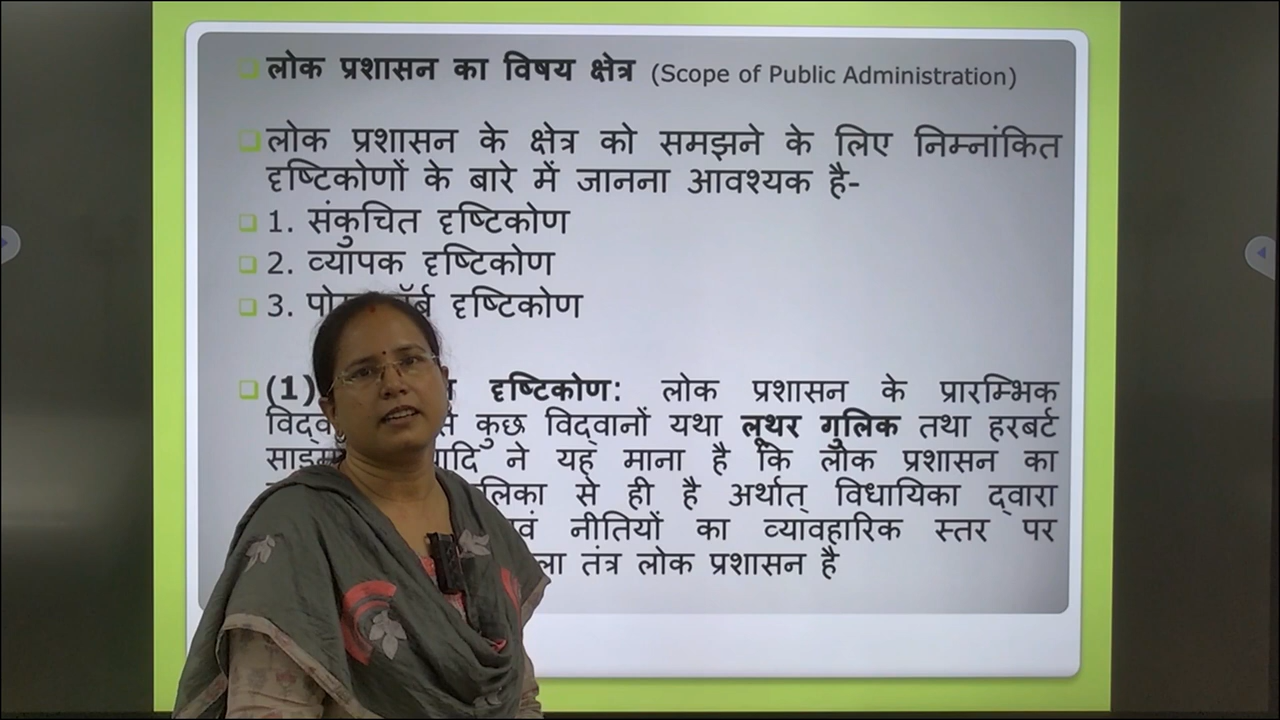 लोक प्रशासन का विषय क्षेत्र (Scope of Public Administration)
लोक प्रशासन के क्षेत्र को समझने के लिए निम्नांकित
दृष्टिकोणों के बारे में जानना आवश्यक है-
1. संकुचित दृष्टिकोण
2. व्यापक दृष्टिकोण
3. दृष्टिकोण
(1) दृष्टिकोण: लोक प्रशासन के प्रारम्भिक
कुछ विद्वानों यथा लूथर गुलिक तथा हरबर्ट
ने यह माना है कि लोक प्रशासन का
से ही है अर्थात् विधायिका द्वारा
नीतियों का व्यावहारिक स्तर पर
तंत्र लोक प्रशासन है